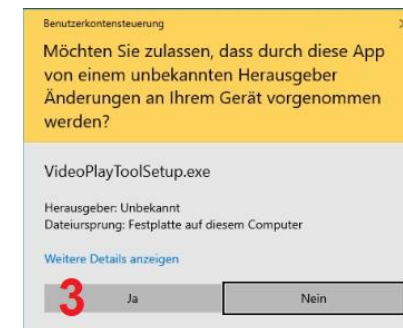 Benutzerkontensteuerung
Möchten Sie zulassen, dass durch diese App
von einem unbekannten Herausgeber
Änderungen an Ihrem Gerät vorgenommen
werden?
VideoPlayToolSetup.exe
Herausgeber: Unbekannt
Dateiursprung: Festplatte auf diesem Computer
Weitere Details anzeigen
3 Ja Nein